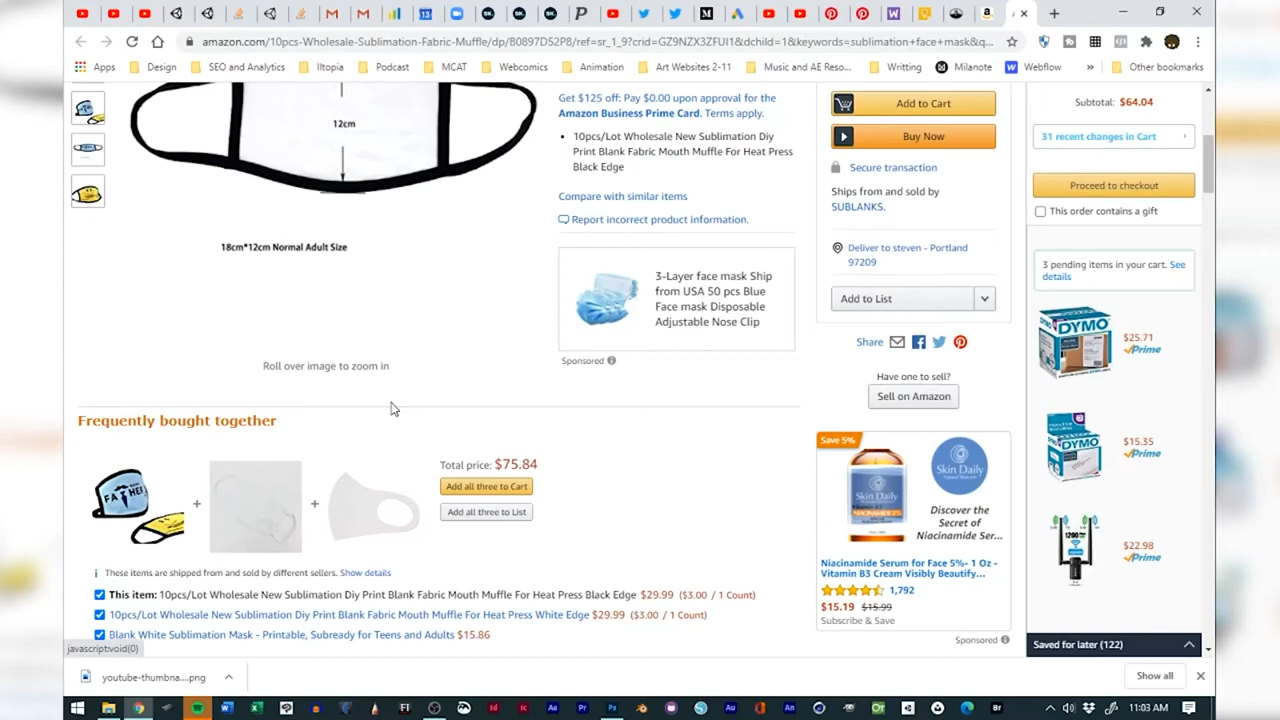 amazon.com/10pcs-Wholesale-Sublimation-Fabric-Muffle/dp/B0897D52P8/ref=sr_1_9?crid=GZ9NZX3ZFUI1&dchild=1&keywords=sublimation+face+mask&q...
Apps
Design
SEO and Analytics
Iltopia
Podcast
MCAT
Webcomics
Animation
Art Websites 2-11
Music and AE Reso...
Writting
Milanote
Webflow
»
Other bookmarks
12cm
18cm*12cm Normal Adult Size
Roll over image to zoom in
Get $125 off: Pay $0.00 upon approval for the
Amazon Business Prime Card. Terms apply.
10pcs/Lot Wholesale New Sublimation Diy
Print Blank Fabric Mouth Muffle For Heat Press
Black Edge
Compare with similar items
Report incorrect product information.
3-Layer face mask Ship
from USA 50 pcs Blue
Face mask Disposable
Adjustable Nose Clip
Sponsored
Add to Cart
Buy Now
Secure transaction
Ships from and sold by
SUBLANKS.
Deliver to steven - Portland
97209
Add to List
Share
Have one to sell?
Sell on Amazon
Save 5%
Skin Daily
Skin Daily
Discover the
Secret of
Niacinamide Ser...
Niacinamide Serum for Face 5%- 1 Oz -
Vitamin B3 Cream Visibly Beautify...
1,792
$15.19 $15.99
Subscribe & Save
Sponsored
Subtotal: $64.04
31 recent changes in Cart
Proceed to checkout
This order contains a gift
3 pending items in your cart. See
details
DYMO
$25.71
Prime
DYMO
$15.35
Prime
1200
$22.98
Prime
Saved for later (122)
Frequently bought together
FATHER
+
+
Total price: $75.84
Add all three to Cart
Add all three to List
These items are shipped from and sold by different sellers. Show details
This item: 10pcs/Lot Wholesale New Sublimation Diy Print Blank Fabric Mouth Muffle For Heat Press Black Edge $29.99 ($3.00 / 1 Count)
10pcs/Lot Wholesale New Sublimation Diy Print Blank Fabric Mouth Muffle For Heat Press White Edge $29.99 ($3.00 / 1 Count)
Blank White Sublimation Mask - Printable, Subready for Teens and Adults $15.86
javascript:void(0)
youtube-thumbna....png
Show all
11:03 AM